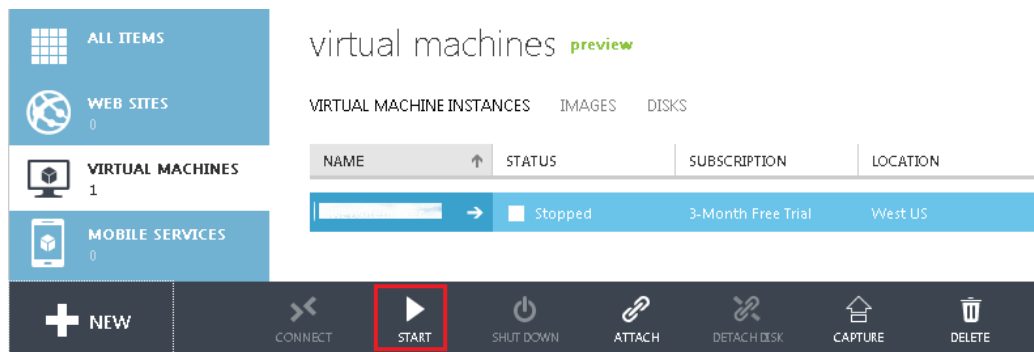 ALL ITEMS
WEB SITES
0
VIRTUAL MACHINES
1
MOBILE SERVICES
0
virtual machines preview
VIRTUAL MACHINE INSTANCES IMAGES DISKS
NAME STATUS SUBSCRIPTION LOCATION
Stopped 3-Month Free Trial West US
NEW CONNECT START SHUT DOWN ATTACH DETACH DISK CAPTURE DELETE